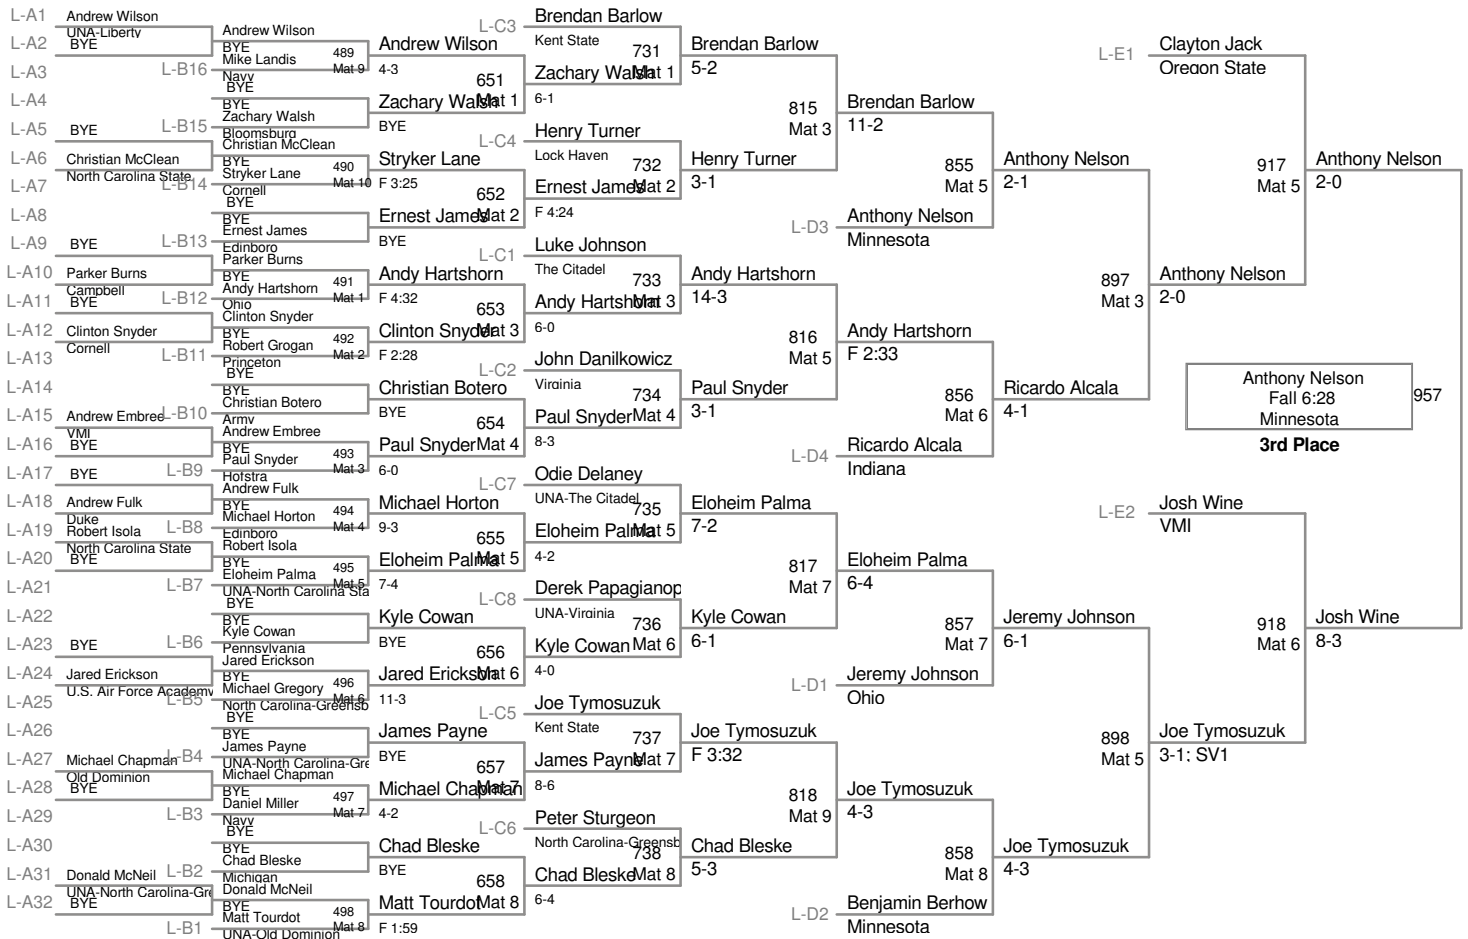 L-A1 Andrew Wilson
UNA-Liberty
L-A2 BYE
L-A3
L-A4
L-A5 BYE
L-A6 Christian McClean
North Carolina State
L-A7
L-A8
L-A9 BYE
L-A10 Parker Burns
Campbell
L-A11 BYE
L-A12 Clinton Snyder
Cornell
L-A13
L-A14
L-A15 Andrew Embree
VMI
L-A16 BYE
L-A17 BYE
L-A18 Andrew Fulk
Duke
L-A19 Robert Isola
North Carolina State
L-A20 BYE
L-A21
L-A22
L-A23 BYE
L-A24 Jared Erickson
U.S. Air Force Academy
L-A25
L-A26
L-A27 Michael Chapman
Old Dominion
L-A28 BYE
L-A29
L-A30
L-A31 Donald McNeil
UNA-North Carolina-Gre
L-A32 BYE
Andrew Wilson
BYE
489
Mike Landis
L-B16
Mat 9
Navy
BYE
BYE
Zachary Walsh
L-B15
Bloomsburg
Christian McClean
BYE
490
Stryker Lane
L-B14
Mat 10
Cornell
BYE
BYE
Ernest James
L-B13
Edinboro
Parker Burns
BYE
491
Andy Hartshorn
L-B12
Mat 1
Ohio
Clinton Snyder
BYE
492
Robert Grogan
L-B11
Mat 2
Princeton
BYE
BYE
Christian Botero
L-B10
Army
Andrew Embree
BYE
493
Paul Snyder
L-B9
Mat 3
Hofstra
Andrew Fulk
BYE
494
Michael Horton
L-B8
Mat 4
Edinboro
Robert Isola
BYE
495
Eloheim Palma
L-B7
Mat 5
UNA-North Carolina Sta
BYE
BYE
Kyle Cowan
L-B6
Pennsylvania
Jared Erickson
BYE
496
Michael Gregory
L-B5
Mat 6
North Carolina-Greensb
BYE
BYE
James Payne
L-B4
UNA-North Carolina-Gre
Michael Chapman
BYE
497
Daniel Miller
L-B3
Mat 7
Navy
BYE
BYE
Chad Bleske
L-B2
Michigan
Donald McNeil
BYE
498
Matt Tourdot
L-B1
Mat 8
UNA-Old Dominion
Andrew Wilson
4-3
651
Mat 1
Zachary Walsh
BYE
Stryker Lane
F 3:25
652
Mat 2
Ernest James
BYE
Andy Hartshorn
F 4:32
653
Mat 3
Clinton Snyder
F 2:28
Christian Botero
BYE
654
Mat 4
Paul Snyder
6-0
Michael Horton
9-3
655
Mat 5
Eloheim Palma
7-4
Kyle Cowan
BYE
656
Mat 6
Jared Erickson
11-3
James Payne
BYE
657
Mat 7
Michael Chapman
4-2
Chad Bleske
BYE
658
Mat 8
Matt Tourdot
F 1:59
L-C3 Brendan Barlow
Kent State
731
Mat 1
Zachary Walsh
6-1
L-C4 Henry Turner
Lock Haven
732
Mat 2
Ernest James
F 4:24
L-C1 Luke Johnson
The Citadel
733
Mat 3
Andy Hartshorn
6-0
L-C2 John Danilkowicz
Virginia
734
Mat 4
Paul Snyder
8-3
L-C7 Odie Delaney
UNA-The Citadel
735
Mat 5
Eloheim Palma
4-2
L-C8 Derek Papagianop
UNA-Virginia
736
Mat 6
Kyle Cowan
4-0
L-C5 Joe Tymosuzuk
Kent State
737
Mat 7
James Payne
8-6
L-C6 Peter Sturgeon
North Carolina-Greensb
738
Mat 8
Chad Bleske
6-4
Brendan Barlow
5-2
815
Mat 3
Henry Turner
3-1
Andy Hartshorn
14-3
816
Mat 5
Paul Snyder
3-1
Eloheim Palma
7-2
817
Mat 7
Kyle Cowan
6-1
Joe Tymosuzuk
F 3:32
818
Mat 9
Chad Bleske
5-3
Brendan Barlow
11-2
855
Mat 5
L-D3 Anthony Nelson
Minnesota
Andy Hartshorn
F 2:33
856
Mat 6
L-D4 Ricardo Alcala
Indiana
Eloheim Palma
6-4
857
Mat 7
L-D1 Jeremy Johnson
Ohio
Joe Tymosuzuk
4-3
858
Mat 8
L-D2 Benjamin Berhow
Minnesota
Anthony Nelson
2-1
897
Mat 3
Ricardo Alcala
4-1
Jeremy Johnson
6-1
898
Mat 5
Joe Tymosuzuk
4-3
L-E1 Clayton Jack
Oregon State
917
Mat 5
Anthony Nelson
2-0
L-E2 Josh Wine
VMI
918
Mat 6
Joe Tymosuzuk
3-1: SV1
Anthony Nelson
2-0
Anthony Nelson
Fall 6:28
Minnesota
957
3rd Place
Josh Wine
8-3